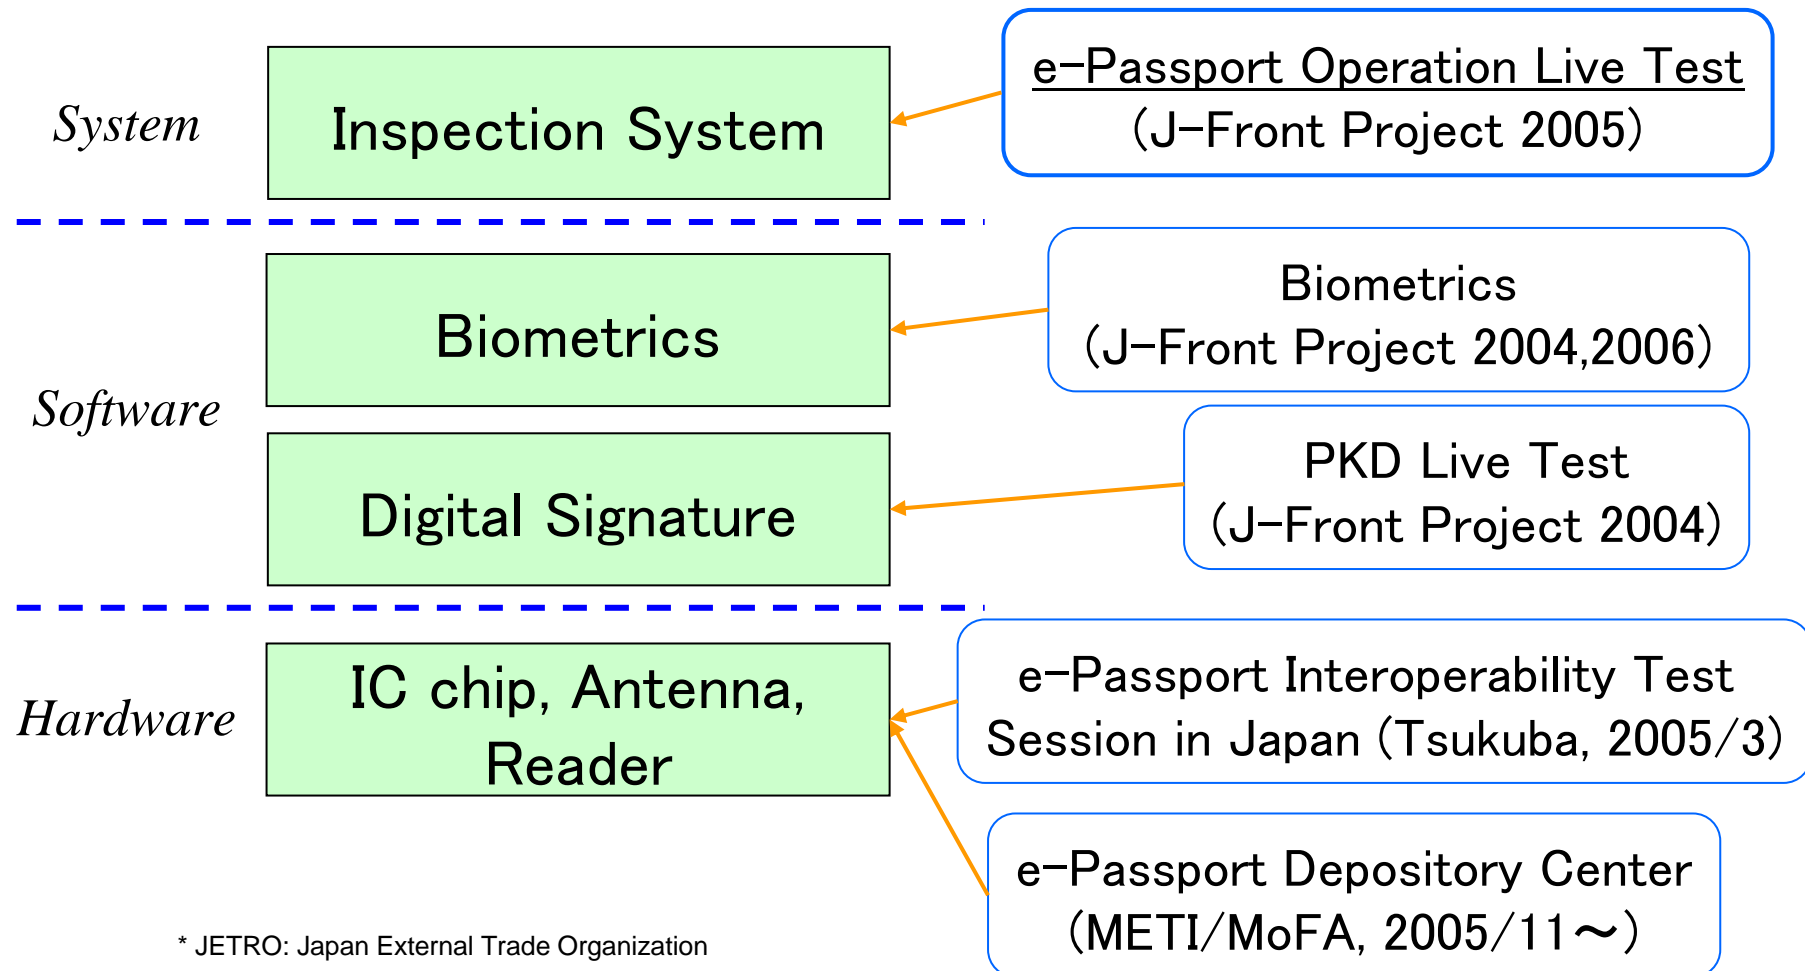 System
Inspection System
e-Passport Operation Live Test
(J-Front Project 2005)
Software
Biometrics
Biometrics
(J-Front Project 2004,2006)
Digital Signature
PKD Live Test
(J-Front Project 2004)
Hardware
IC chip, Antenna,
Reader
e-Passport Interoperability Test
Session in Japan (Tsukuba, 2005/3)
e-Passport Depository Center
(METI/MoFA, 2005/11～)
* JETRO: Japan External Trade Organization